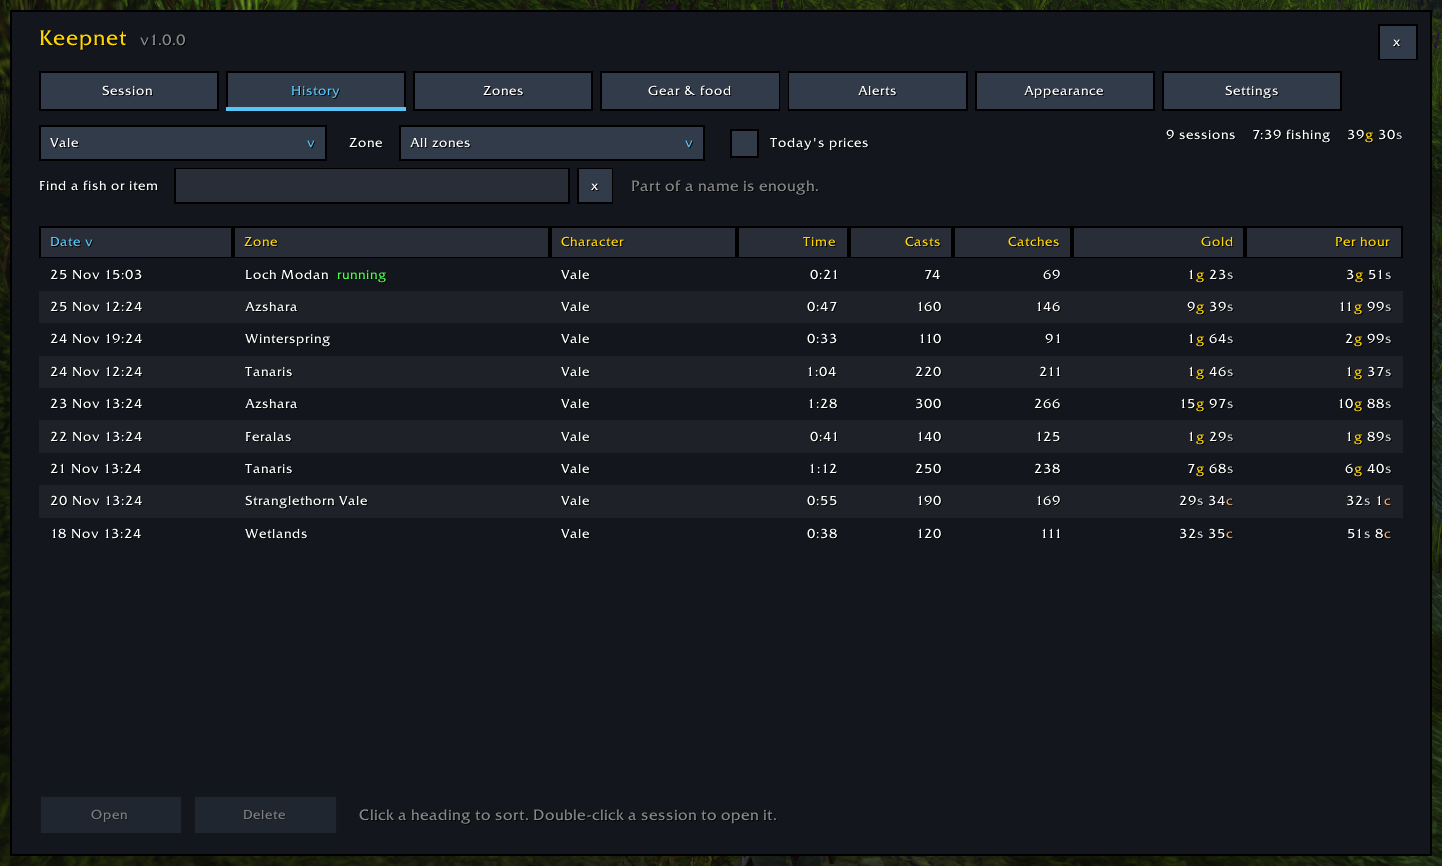 Keepnet v1.0.0
x
Session History Zones Gear & food Alerts Appearance Settings
Vale v Zone All zones v Today's prices 9 sessions 7:39 fishing 39g 30s
Find a fish or item x Part of a name is enough.
Date v Zone Character Time Casts Catches Gold Per hour
25 Nov 15:03 Loch Modan running Vale 0:21 74 69 1g 23s 3g 51s
25 Nov 12:24 Azshara Vale 0:47 160 146 9g 39s 11g 99s
24 Nov 19:24 Winterspring Vale 0:33 110 91 1g 64s 2g 99s
24 Nov 12:24 Tanaris Vale 1:04 220 211 1g 46s 1g 37s
23 Nov 13:24 Azshara Vale 1:28 300 266 15g 97s 10g 88s
22 Nov 13:24 Feralas Vale 0:41 140 125 1g 29s 1g 89s
21 Nov 13:24 Tanaris Vale 1:12 250 238 7g 68s 6g 40s
20 Nov 13:24 Stranglethorn Vale Vale 0:55 190 169 29s 34c 32s 1c
18 Nov 13:24 Wetlands Vale 0:38 120 111 32s 35c 51s 8c
Open Delete Click a heading to sort. Double-click a session to open it.